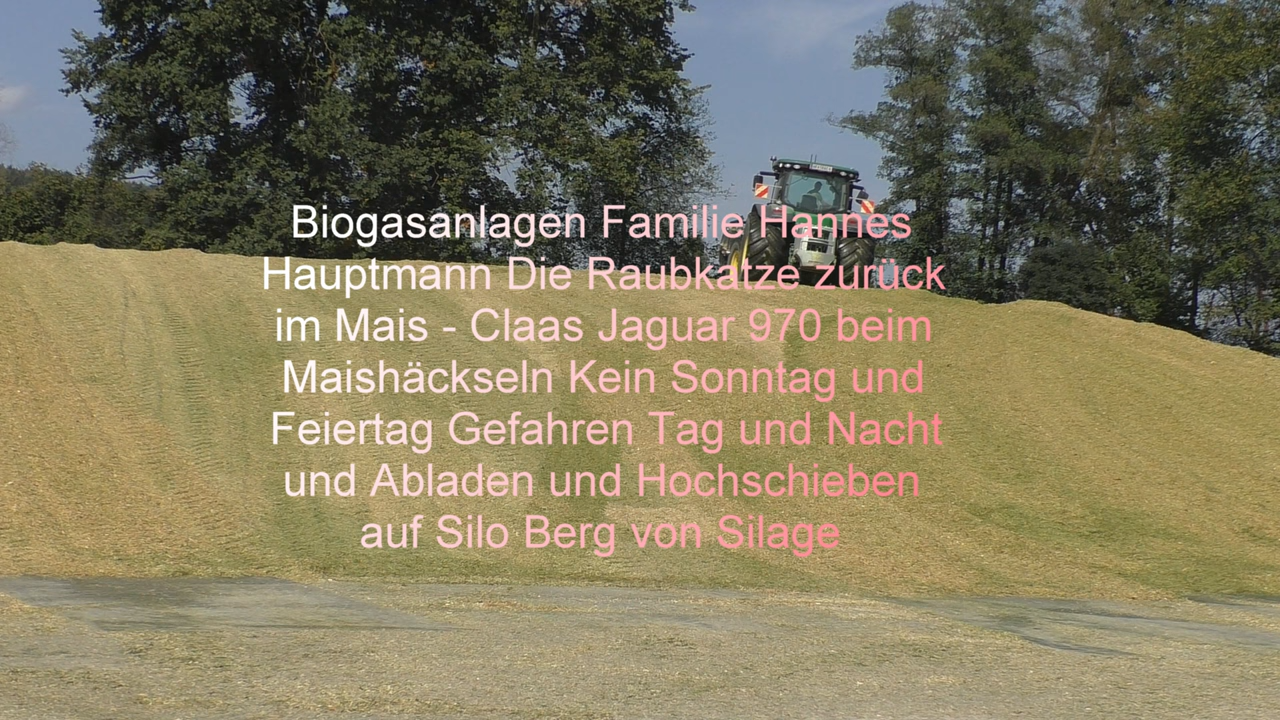 Biogasanlagen Familie Hannes
Hauptmann Die Raubkatze zurück
im Mais - Claas Jaguar 970 beim
Maishäckseln Kein Sonntag und
Feiertag Gefahren Tag und Nacht
und Abladen und Hochschieben
auf Silo Berg von Silage